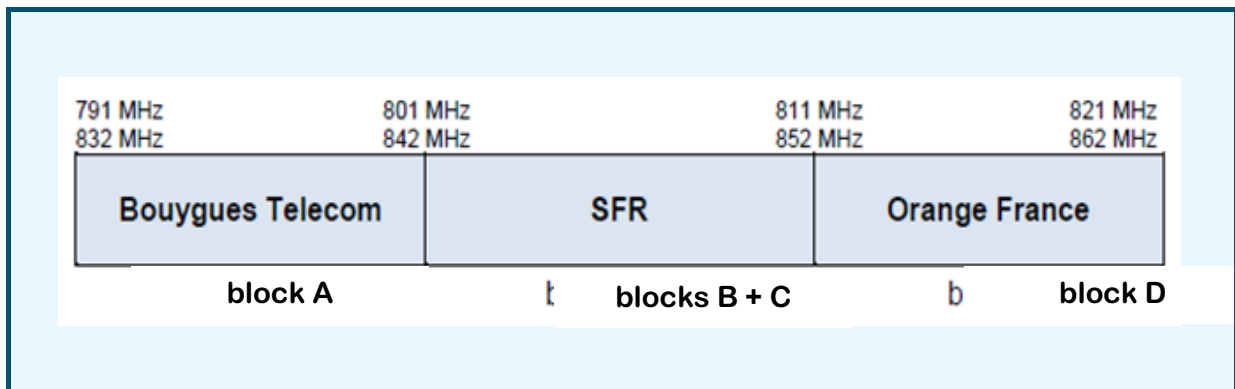 791 MHz 801 MHz 811 MHz 821 MHz
832 MHz 842 MHz 852 MHz 862 MHz
Bouygues Telecom SFR Orange France
block A blocks B + C b block D